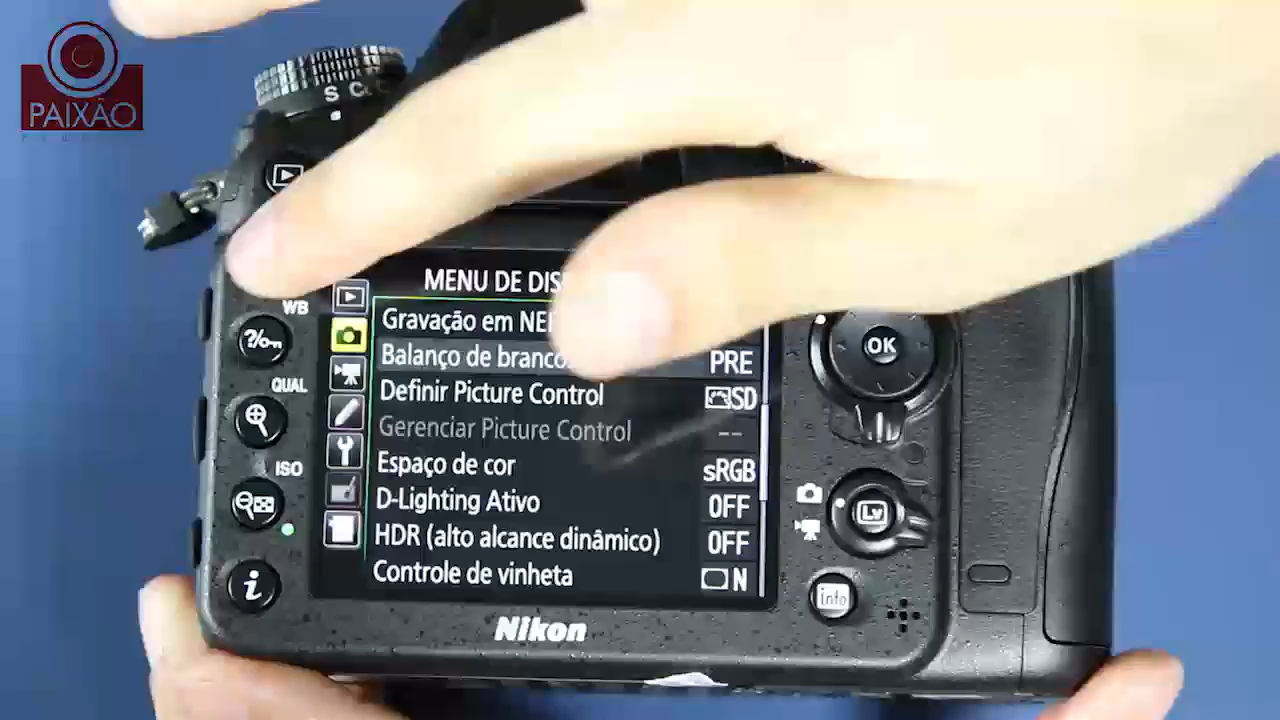 PAIXÃO
S
WB
QUAL
ISO
MENU DE DIS
Gravação em NE
Balanço de branco PRE
Definir Picture Control SD
Gerenciar Picture Control --
Espaço de cor sRGB
D-Lighting Ativo OFF
HDR (alto alcance dinâmico) OFF
Controle de vinheta N
OK
Lv
info
i
Nikon